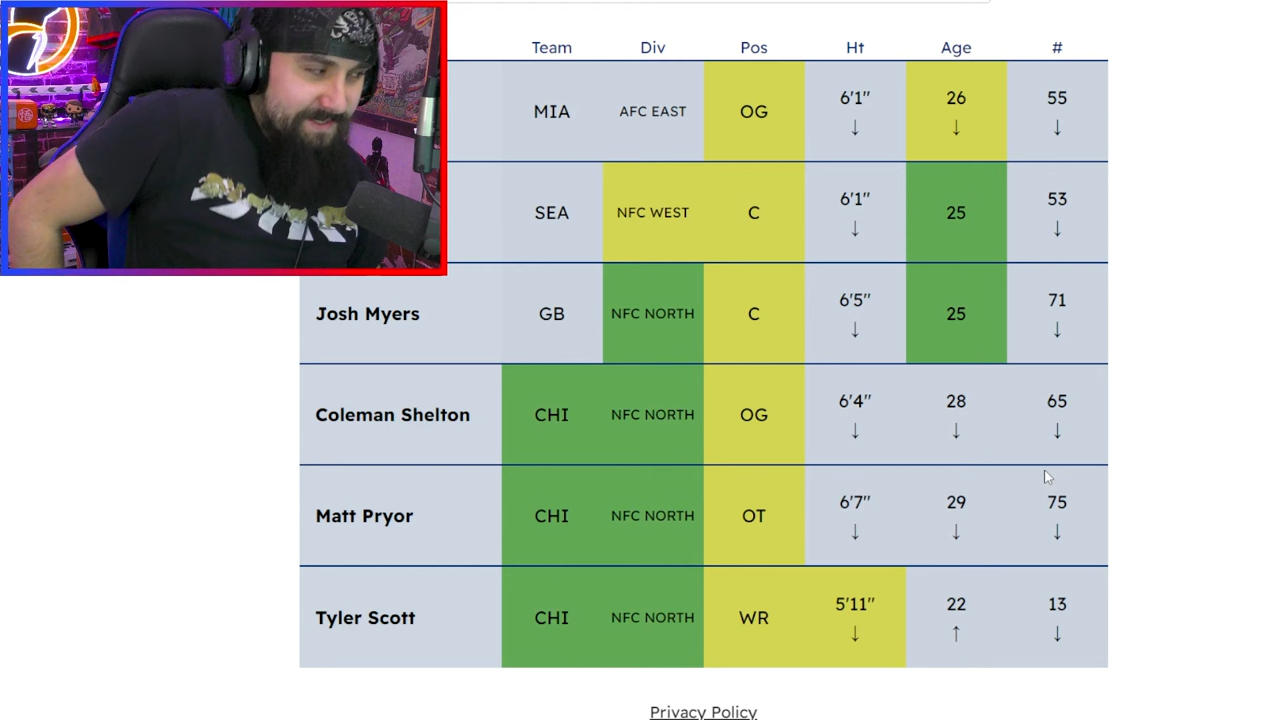 Team Div Pos Ht Age #
MIA AFC EAST OG 6'1" ↓ 26 ↓ 55 ↓
SEA NFC WEST C 6'1" ↓ 25 53 ↓
Josh Myers GB NFC NORTH C 6'5" ↓ 25 71 ↓
Coleman Shelton CHI NFC NORTH OG 6'4" ↓ 28 ↓ 65 ↓
Matt Pryor CHI NFC NORTH OT 6'7" ↓ 29 ↓ 75 ↓
Tyler Scott CHI NFC NORTH WR 5'11" ↓ 22 ↑ 13 ↓
Privacy Policy